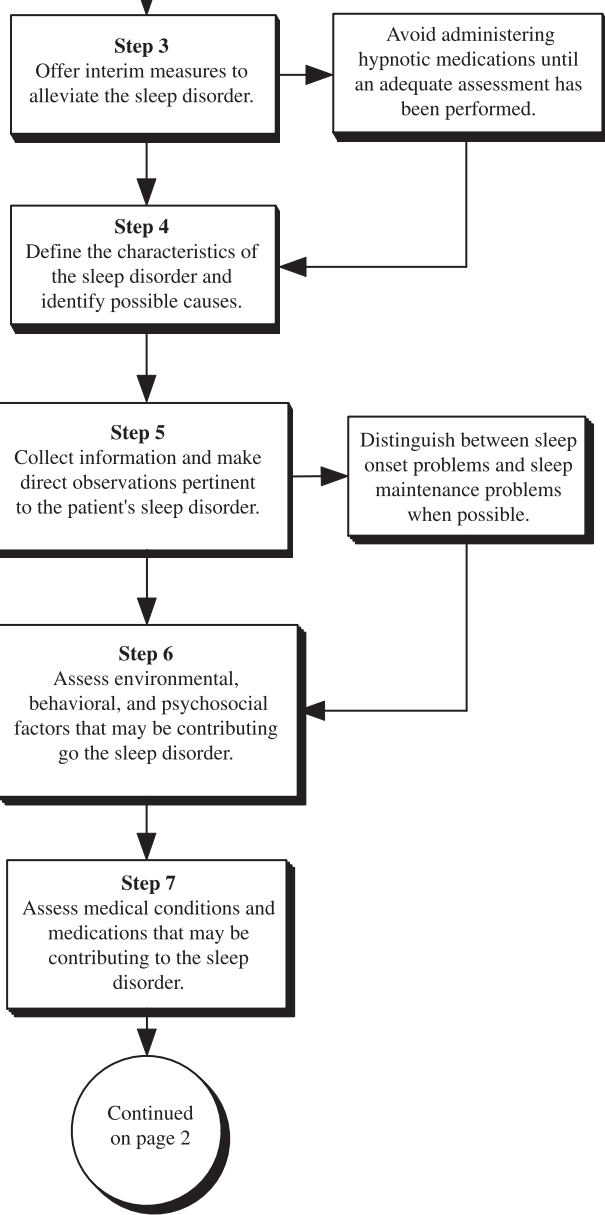 Step 3
Offer interim measures to
alleviate the sleep disorder.
Avoid administering
hypnotic medications until
an adequate assessment has
been performed.
Step 4
Define the characteristics of
the sleep disorder and
identify possible causes.
Step 5
Collect information and make
direct observations pertinent
to the patient's sleep disorder.
Distinguish between sleep
onset problems and sleep
maintenance problems
when possible.
Step 6
Assess environmental,
behavioral, and psychosocial
factors that may be contributing
go the sleep disorder.
Step 7
Assess medical conditions and
medications that may be
contributing to the sleep
disorder.
Continued
on page 2